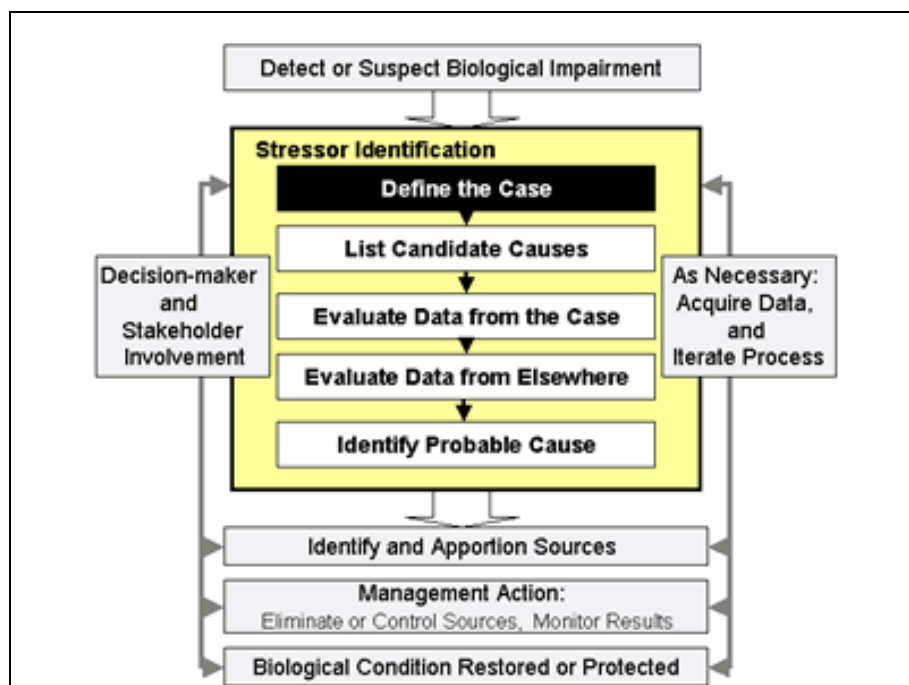 Detect or Suspect Biological Impairment
Stressor Identification
Define the Case
List Candidate Causes
Evaluate Data from the Case
Evaluate Data from Elsewhere
Identify Probable Cause
Decision-maker
and
Stakeholder
Involvement
As Necessary:
Acquire Data,
and
Iterate Process
Identify and Apportion Sources
Management Action:
Eliminate or Control Sources, Monitor Results
Biological Condition Restored or Protected